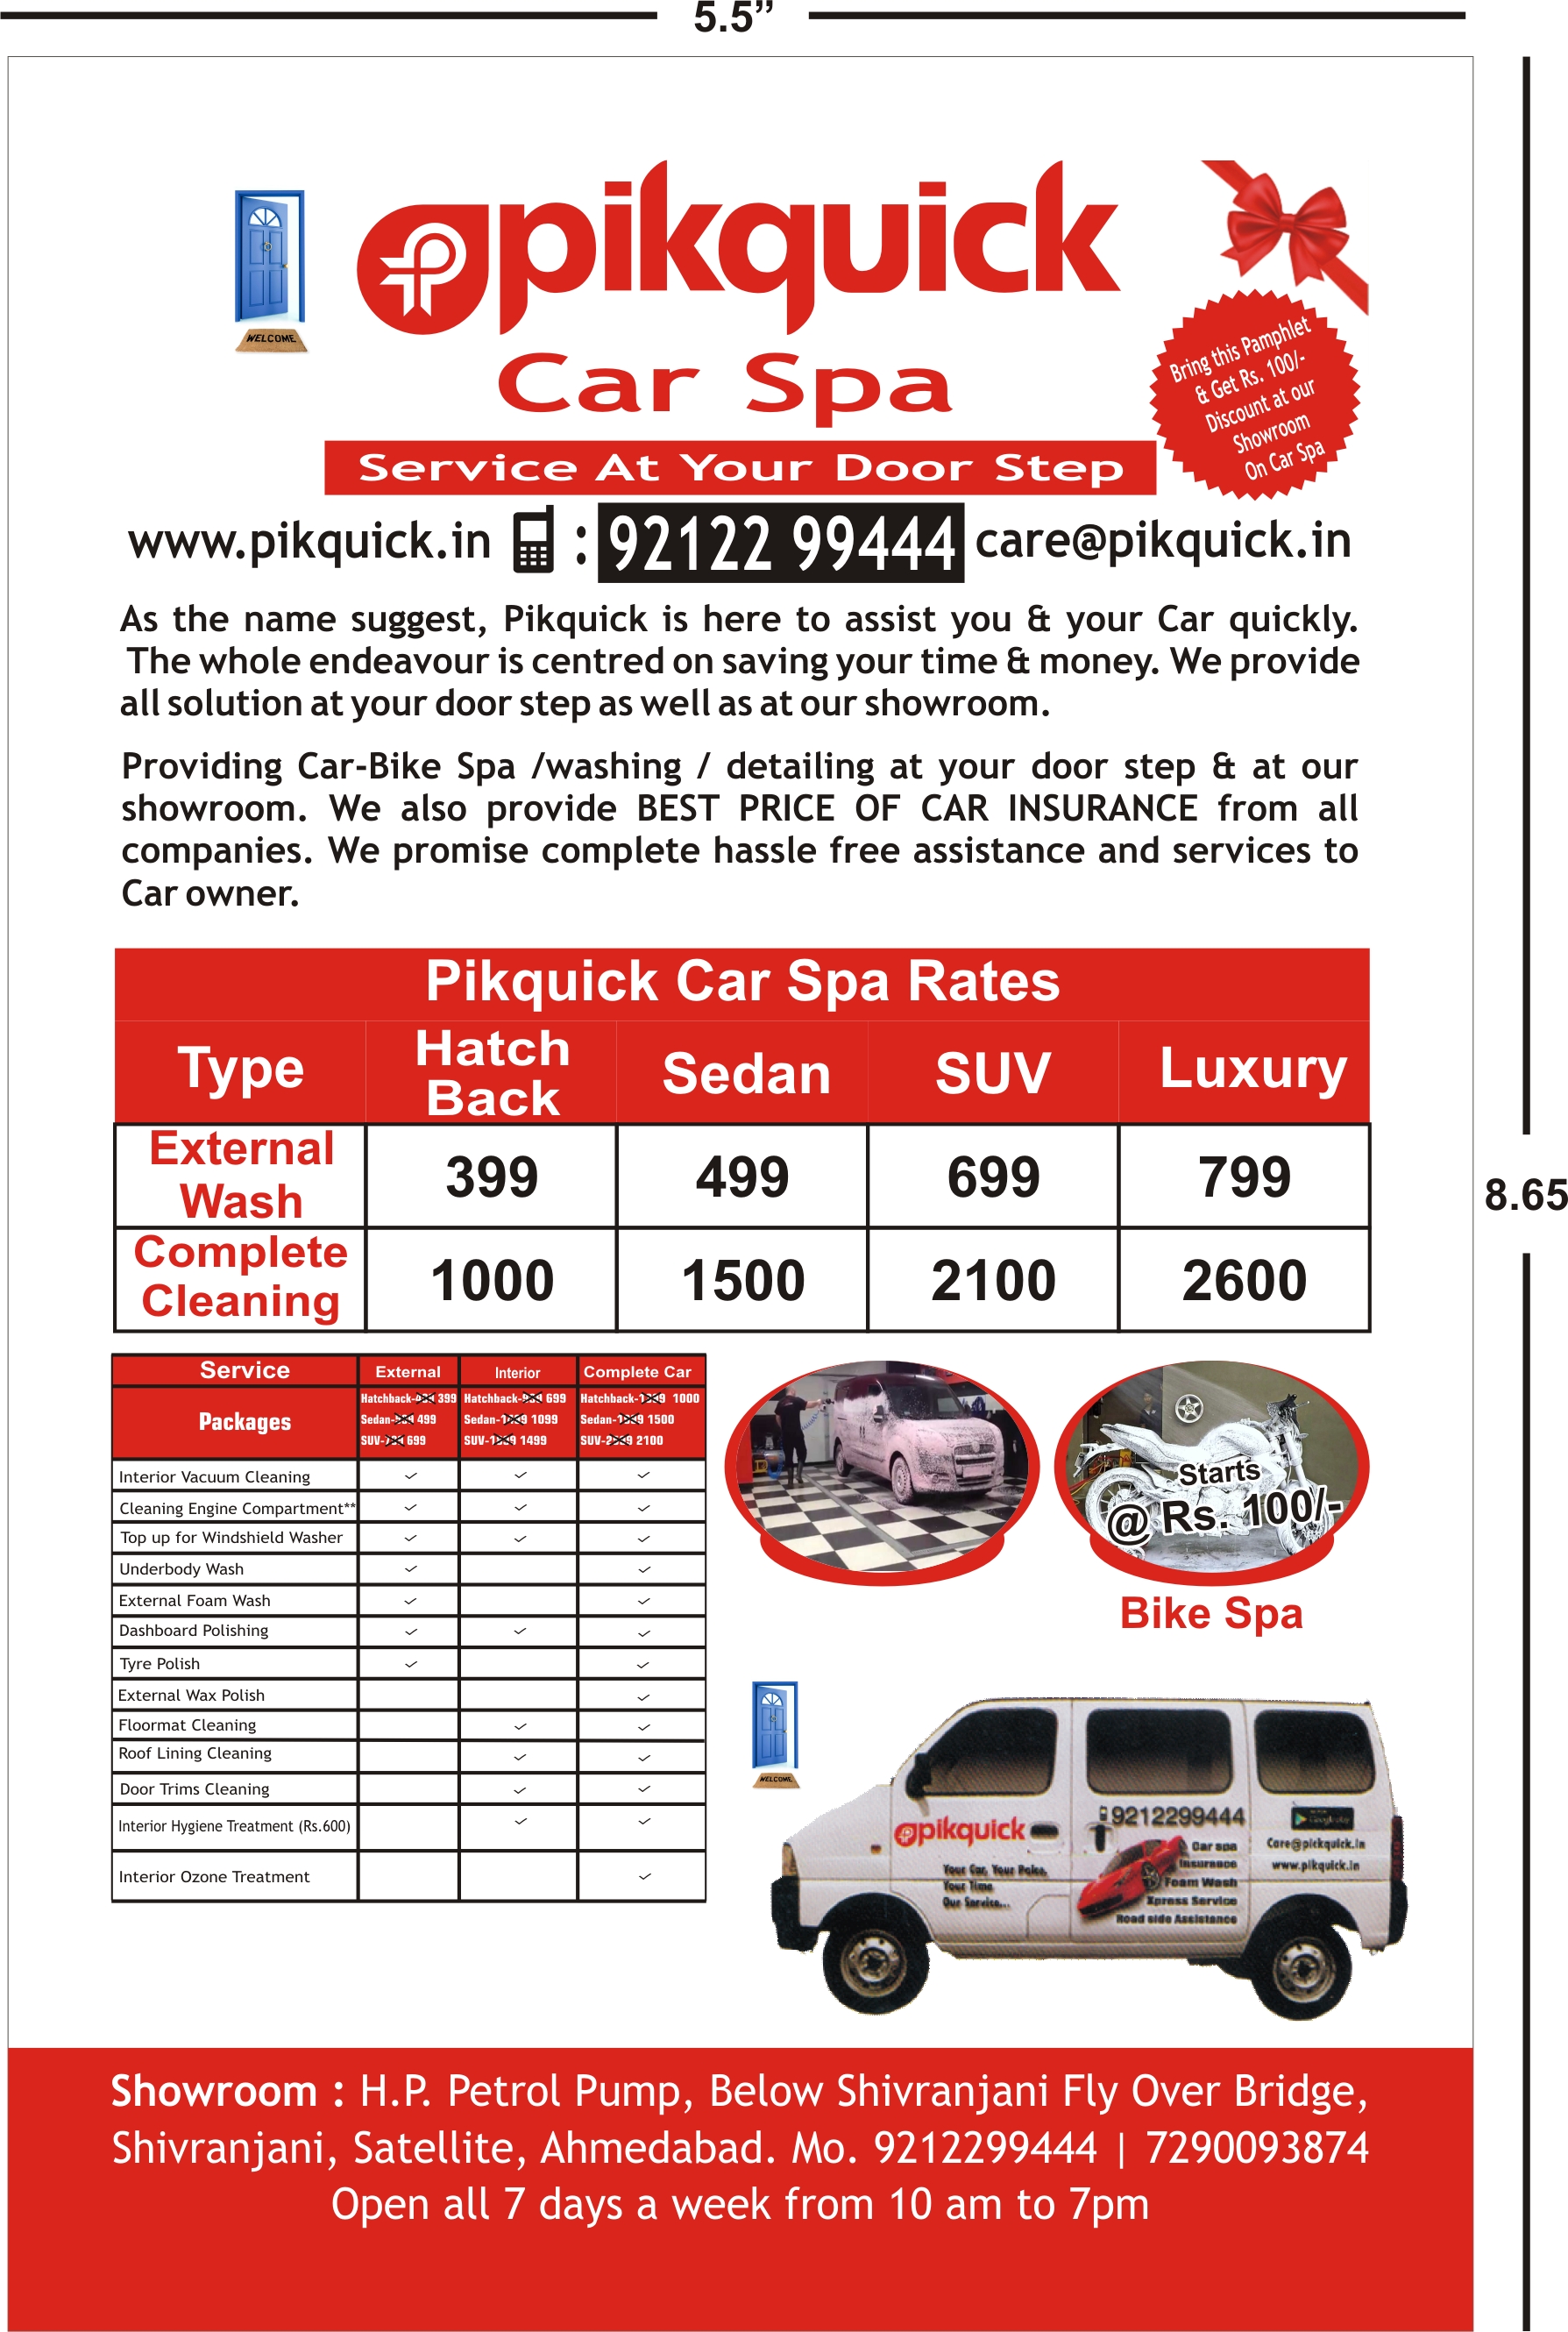 5.5”
pikquick
WELCOME
Car Spa
Bring this Pamphlet
& Get Rs. 100/-
Discount at our
Showroom
On Car Spa
Service At Your Door Step
www.pikquick.in : 92122 99444 care@pikquick.in
As the name suggest, Pikquick is here to assist you & your Car quickly.
The whole endeavour is centred on saving your time & money. We provide
all solution at your door step as well as at our showroom.
Providing Car-Bike Spa /washing / detailing at your door step & at our
showroom. We also provide BEST PRICE OF CAR INSURANCE from all
companies. We promise complete hassle free assistance and services to
Car owner.
Pikquick Car Spa Rates
Type Hatch Back Sedan SUV Luxury
External Wash 399 499 699 799
Complete Cleaning 1000 1500 2100 2600
8.65
Service External Interior Complete Car
Packages
Hatchback- 399 Hatchback- 699 Hatchback- 1000
Sedan- 499 Sedan- 1099 Sedan- 1500
SUV- 699 SUV- 1499 SUV- 2100
Interior Vacuum Cleaning
Cleaning Engine Compartment**
Top up for Windshield Washer
Underbody Wash
External Foam Wash
Dashboard Polishing
Tyre Polish
External Wax Polish
Floormat Cleaning
Roof Lining Cleaning
Door Trims Cleaning
Interior Hygiene Treatment (Rs.600)
Interior Ozone Treatment
Starts
@ Rs. 100/-
Bike Spa
WELCOME
pikquick
9212299444
Your Car, Your Palce,
Your Time
Our Service...
Car spa
Insurance
Foam Wash
Xpress Service
Road side Assistance
Care@pickquick.in
www.pikquick.in
Showroom : H.P. Petrol Pump, Below Shivranjani Fly Over Bridge,
Shivranjani, Satellite, Ahmedabad. Mo. 9212299444 | 7290093874
Open all 7 days a week from 10 am to 7pm